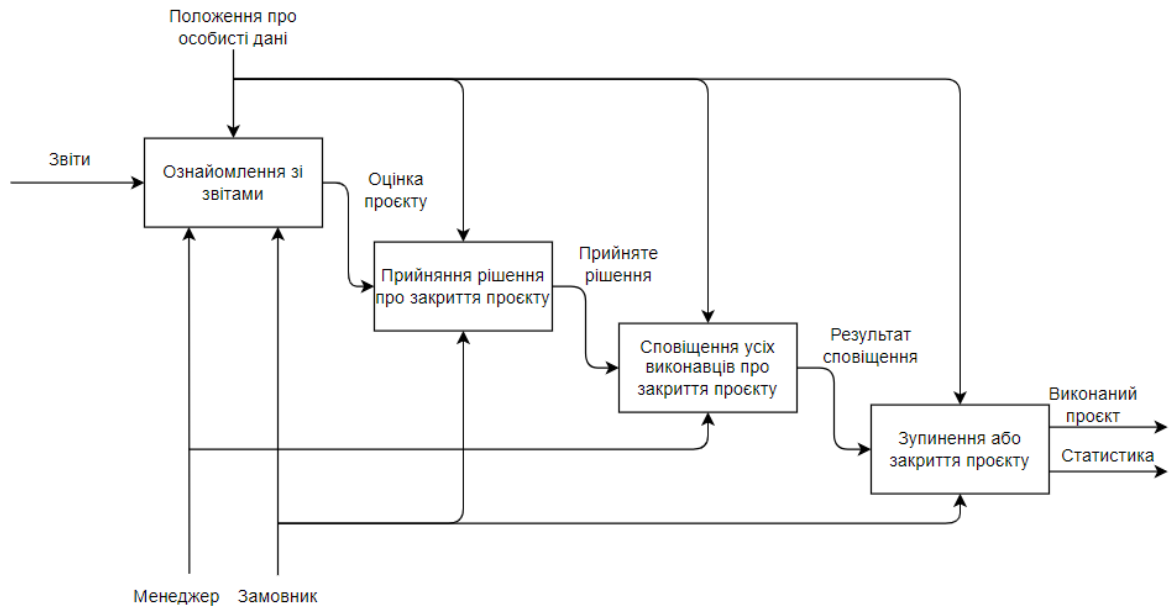 Положення про
особисті дані
Звіти
Ознайомлення зі
звітами
Оцінка
проєкту
Прийняння рішення
про закриття проєкту
Прийняте
рішення
Сповіщення усіх
виконавців про
закриття проєкту
Результат
сповіщення
Зупинення або
закриття проєкту
Виконаний
проєкт
Статистика
Менеджер
Замовник